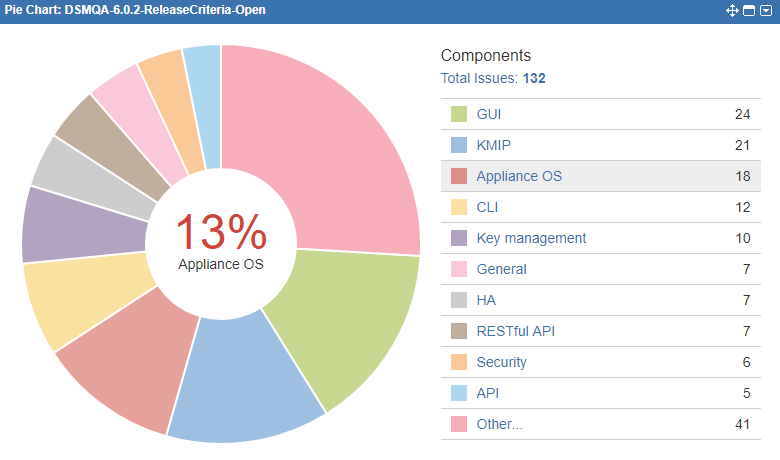 Pie Chart: DSMQA-6.0.2-ReleaseCriteria-Open
Components
Total Issues: 132
GUI 24
KMIP 21
Appliance OS 18
CLI 12
Key management 10
General 7
HA 7
RESTful API 7
Security 6
API 5
Other... 41
13%
Appliance OS